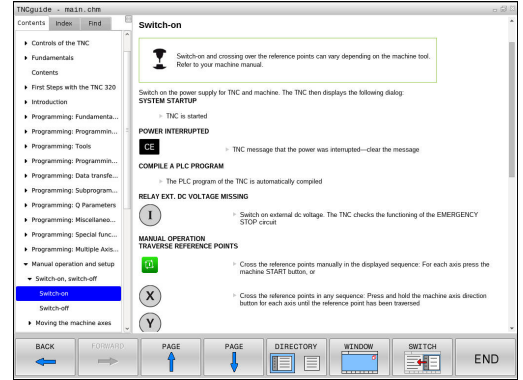 TNCguide - main.chm
Contents
Index
Find
Controls of the TNC
Fundamentals
Contents
First Steps with the TNC 320
Introduction
Programming: Fundamenta...
Programming: Programmin...
Programming: Tools
Programming: Programmin...
Programming: Data transfe...
Programming: Subprogram...
Programming: Q Parameters
Programming: Miscellaneo...
Programming: Special func...
Programming: Multiple Axis...
Manual operation and setup
Switch-on, switch-off
Switch-on
Switch-off
Moving the machine axes
Switch-on
Switch-on and crossing over the reference points can vary depending on the machine tool.
Refer to your machine manual.
Switch on the power supply for TNC and machine. The TNC then displays the following dialog:
SYSTEM STARTUP
TNC is started
POWER INTERRUPTED
CE
TNC message that the power was interrupted—clear the message
COMPILE A PLC PROGRAM
The PLC program of the TNC is automatically compiled
RELAY EXT. DC VOLTAGE MISSING
I
Switch on external dc voltage. The TNC checks the functioning of the EMERGENCY
STOP circuit
MANUAL OPERATION
TRAVERSE REFERENCE POINTS
Cross the reference points manually in the displayed sequence: For each axis press the
machine START button, or
X
Cross the reference points in any sequence: Press and hold the machine axis direction
button for each axis until the reference point has been traversed
Y
BACK
FORWARD
PAGE
PAGE
DIRECTORY
WINDOW
SWITCH
END